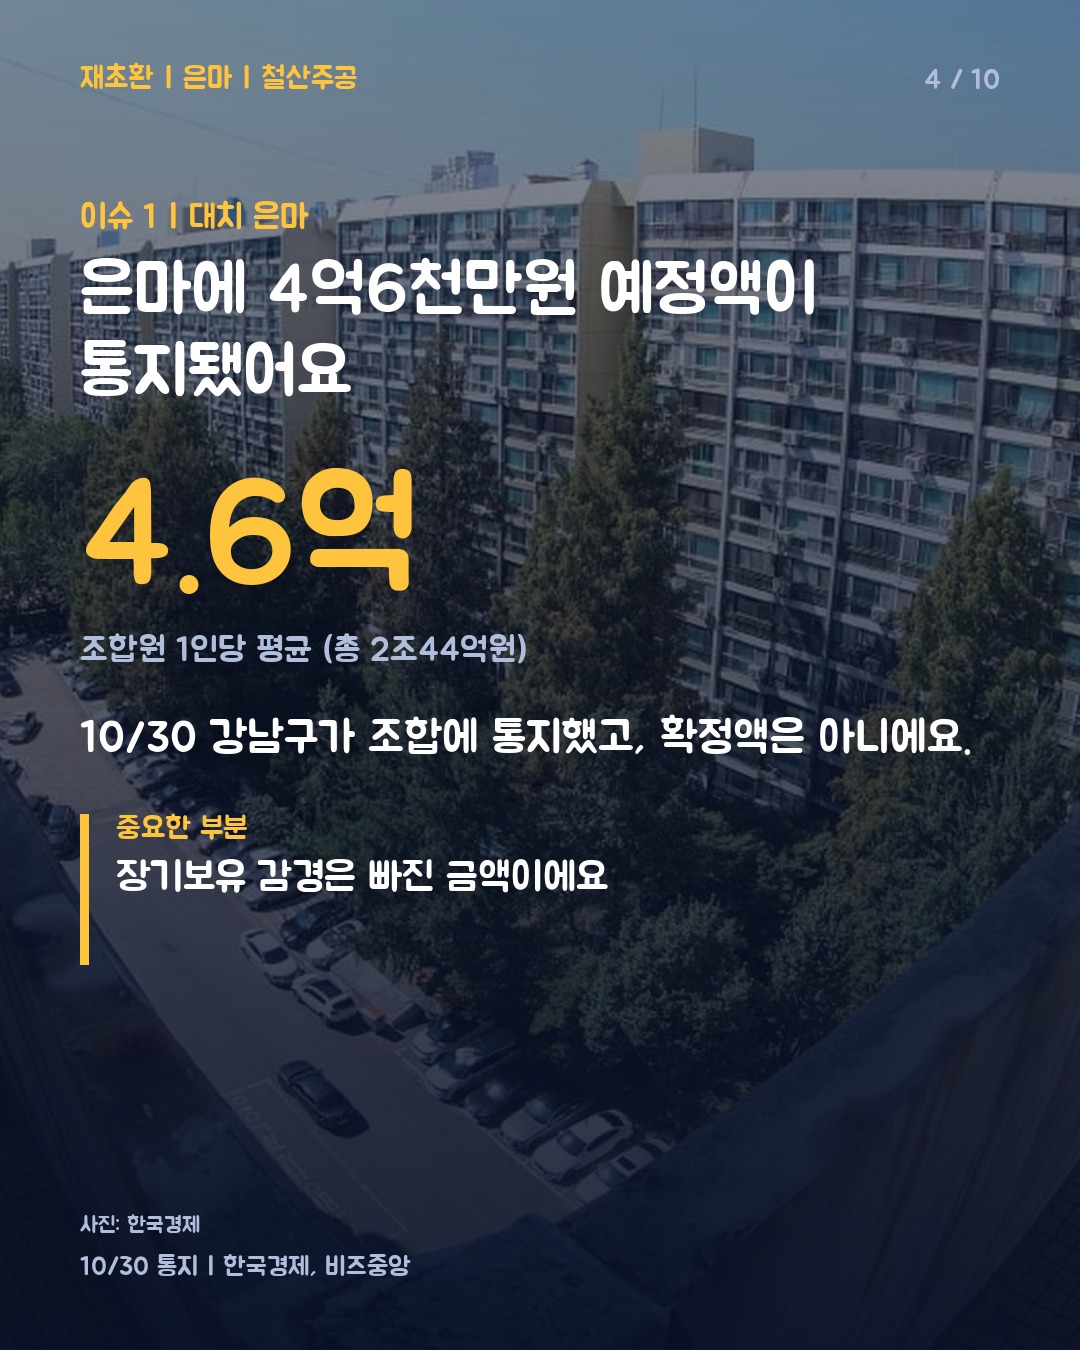 재초환 | 은마 | 철산주공
4 / 10
이슈 1 | 대치 은마
은마에 4억6천만원 예정액이
통지됐어요
4.6억
조합원 1인당 평균 (총 2조44억원)
10/30 강남구가 조합에 통지했고, 확정액은 아니에요.
중요한 부분
장기보유 감경은 빠진 금액이에요
사진: 한국경제
10/30 통지 | 한국경제, 비즈중앙